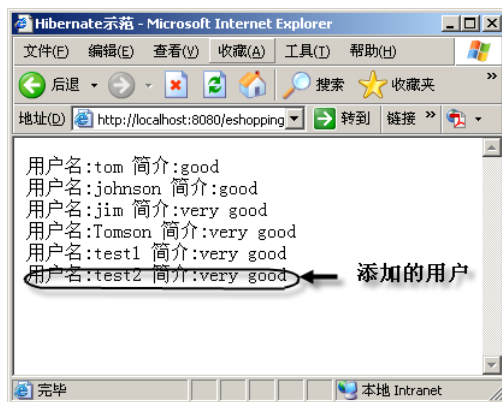 Hibernate示范 - Microsoft Internet Explorer
文件(F) 编辑(E) 查看(V) 收藏(A) 工具(T) 帮助(H)
后退 搜索 收藏夹 »
地址(D) http://localhost:8080/eshopping 转到 链接 »
用户名:tom 简介:good
用户名:johnson 简介:good
用户名:jim 简介:very good
用户名:Tomson 简介:very good
用户名:test1 简介:very good
用户名:test2 简介:very good 添加的用户
完毕 本地 Intranet